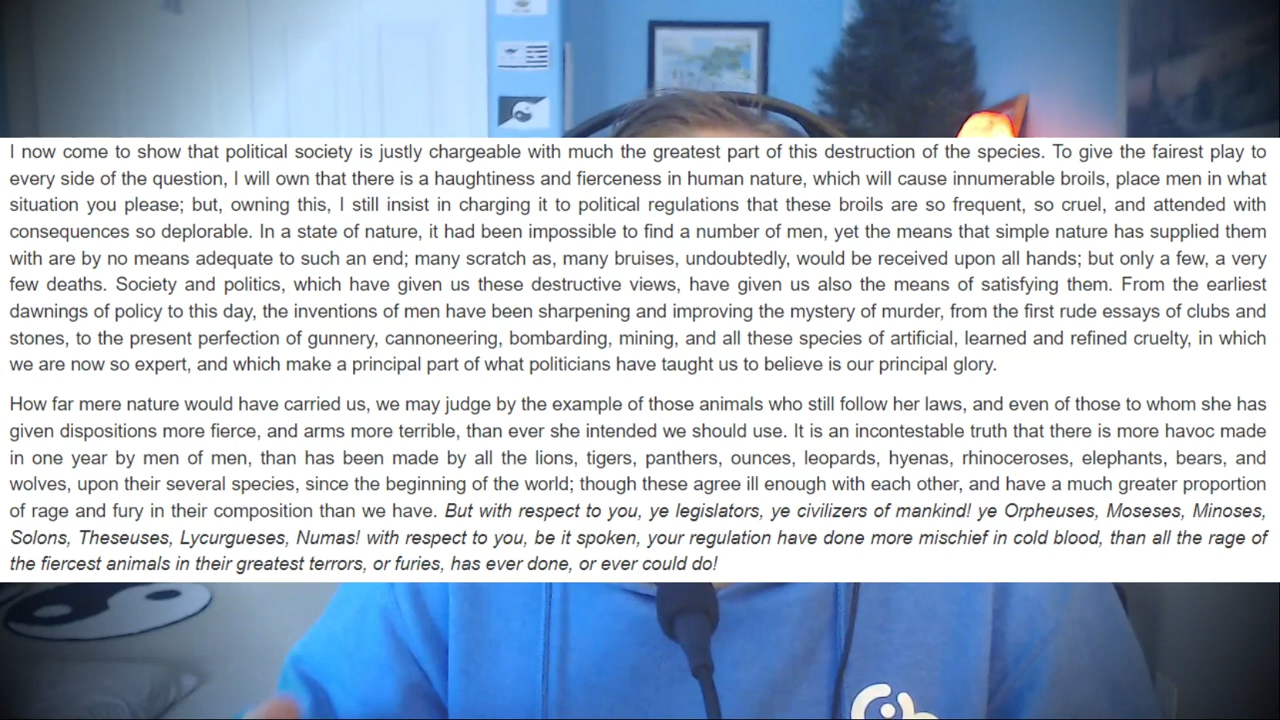 I now come to show that political society is justly chargeable with much the greatest part of this destruction of the species. To give the fairest play to
every side of the question, I will own that there is a haughtiness and fierceness in human nature, which will cause innumerable broils, place men in what
situation you please; but, owning this, I still insist in charging it to political regulations that these broils are so frequent, so cruel, and attended with
consequences so deplorable. In a state of nature, it had been impossible to find a number of men, yet the means that simple nature has supplied them
with are by no means adequate to such an end; many scratch as, many bruises, undoubtedly, would be received upon all hands; but only a few, a very
few deaths. Society and politics, which have given us these destructive views, have given us also the means of satisfying them. From the earliest
dawnings of policy to this day, the inventions of men have been sharpening and improving the mystery of murder, from the first rude essays of clubs and
stones, to the present perfection of gunnery, cannoneering, bombarding, mining, and all these species of artificial, learned and refined cruelty, in which
we are now so expert, and which make a principal part of what politicians have taught us to believe is our principal glory.
How far mere nature would have carried us, we may judge by the example of those animals who still follow her laws, and even of those to whom she has
given dispositions more fierce, and arms more terrible, than ever she intended we should use. It is an incontestable truth that there is more havoc made
in one year by men of men, than has been made by all the lions, tigers, panthers, ounces, leopards, hyenas, rhinoceroses, elephants, bears, and
wolves, upon their several species, since the beginning of the world; though these agree ill enough with each other, and have a much greater proportion
of rage and fury in their composition than we have. But with respect to you, ye legislators, ye civilizers of mankind! ye Orpheuses, Moseses, Minoses,
Solons, Theseuses, Lycurgueses, Numas! with respect to you, be it spoken, your regulation have done more mischief in cold blood, than all the rage of
the fiercest animals in their greatest terrors, or furies, has ever done, or ever could do!